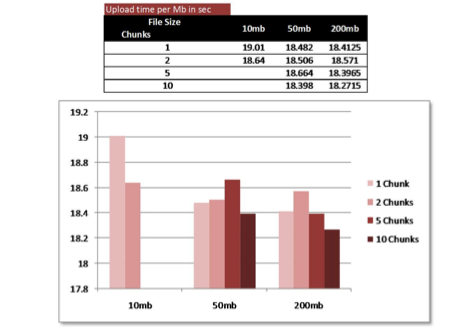 Upload time per Mb in sec
File Size
Chunks 10mb 50mb 200mb
1 19.01 18.482 18.4125
2 18.64 18.506 18.571
5 18.664 18.3965
10 18.398 18.2715
19.2
19
18.8
18.6
18.4
18.2
18
17.8
10mb 50mb 200mb
1 Chunk
2 Chunks
5 Chunks
10 Chunks